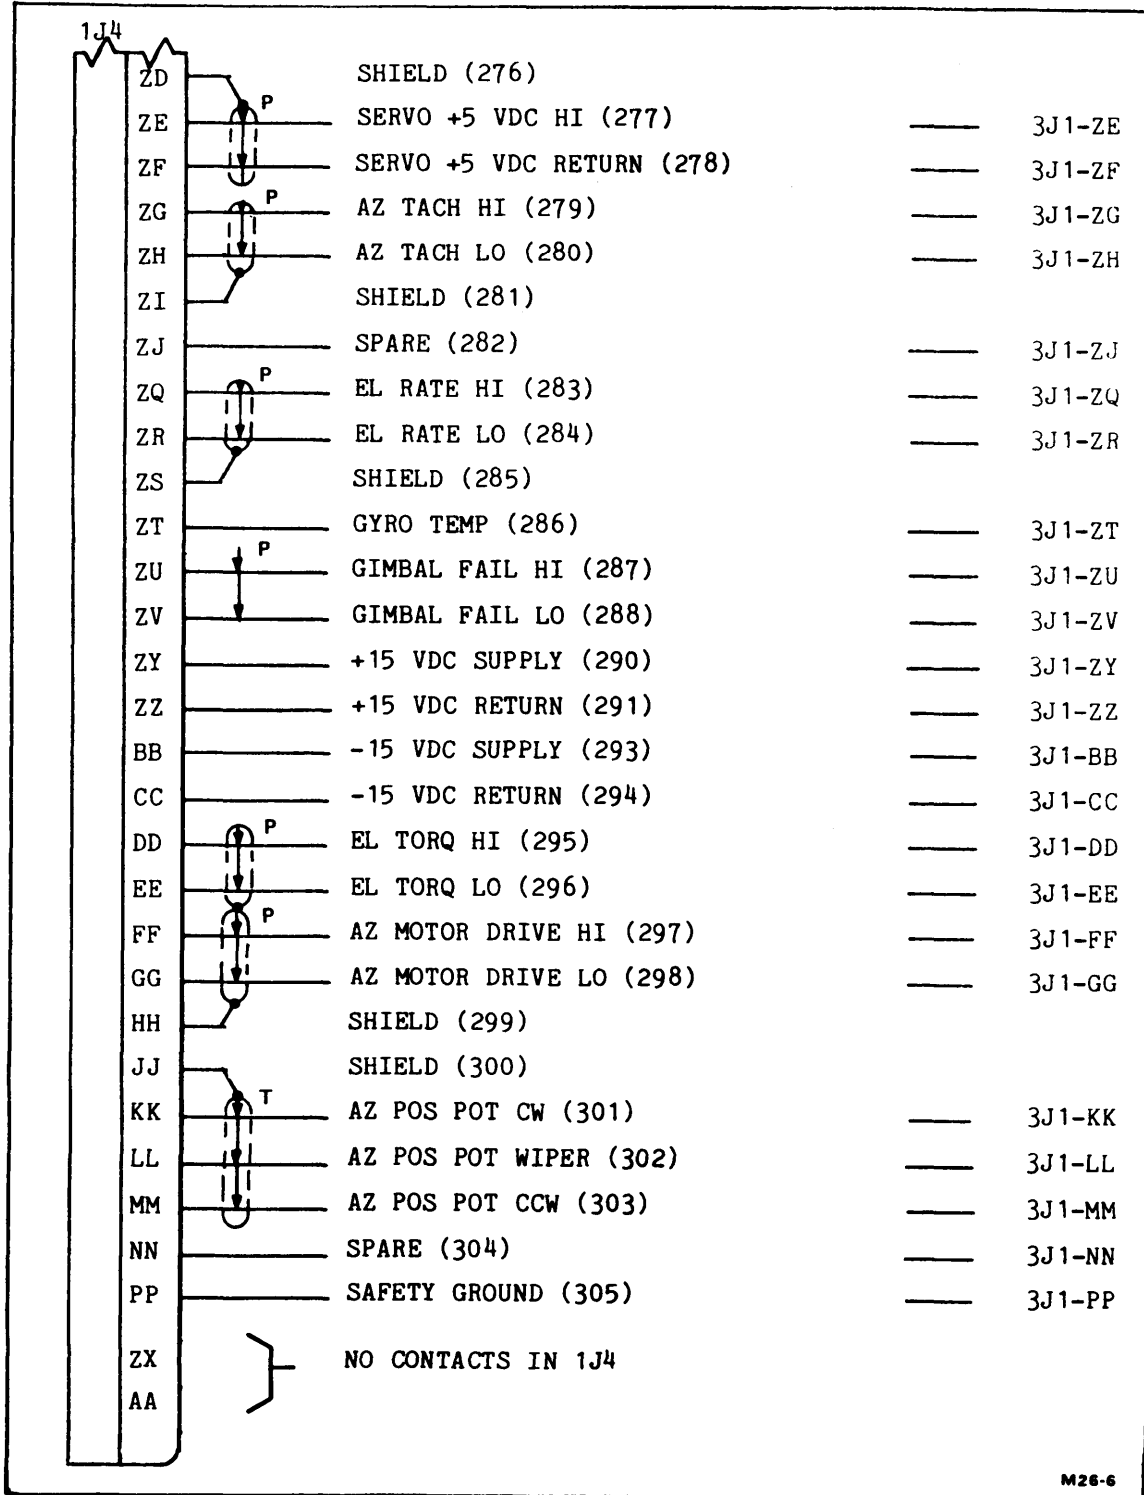 1J4
ZD SHIELD (276)
P
ZE SERVO +5 VDC HI (277) 3J1-ZE
ZF SERVO +5 VDC RETURN (278) 3J1-ZF
P
ZG AZ TACH HI (279) 3J1-ZG
ZH AZ TACH LO (280) 3J1-ZH
ZI SHIELD (281)
ZJ SPARE (282) 3J1-ZJ
P
ZQ EL RATE HI (283) 3J1-ZQ
ZR EL RATE LO (284) 3J1-ZR
ZS SHIELD (285)
ZT GYRO TEMP (286) 3J1-ZT
P
ZU GIMBAL FAIL HI (287) 3J1-ZU
ZV GIMBAL FAIL LO (288) 3J1-ZV
ZY +15 VDC SUPPLY (290) 3J1-ZY
ZZ +15 VDC RETURN (291) 3J1-ZZ
BB -15 VDC SUPPLY (293) 3J1-BB
CC -15 VDC RETURN (294) 3J1-CC
P
DD EL TORQ HI (295) 3J1-DD
EE EL TORQ LO (296) 3J1-EE
P
FF AZ MOTOR DRIVE HI (297) 3J1-FF
GG AZ MOTOR DRIVE LO (298) 3J1-GG
HH SHIELD (299)
JJ SHIELD (300)
T
KK AZ POS POT CW (301) 3J1-KK
LL AZ POS POT WIPER (302) 3J1-LL
MM AZ POS POT CCW (303) 3J1-MM
NN SPARE (304) 3J1-NN
PP SAFETY GROUND (305) 3J1-PP
ZX NO CONTACTS IN 1J4
AA
M26-6